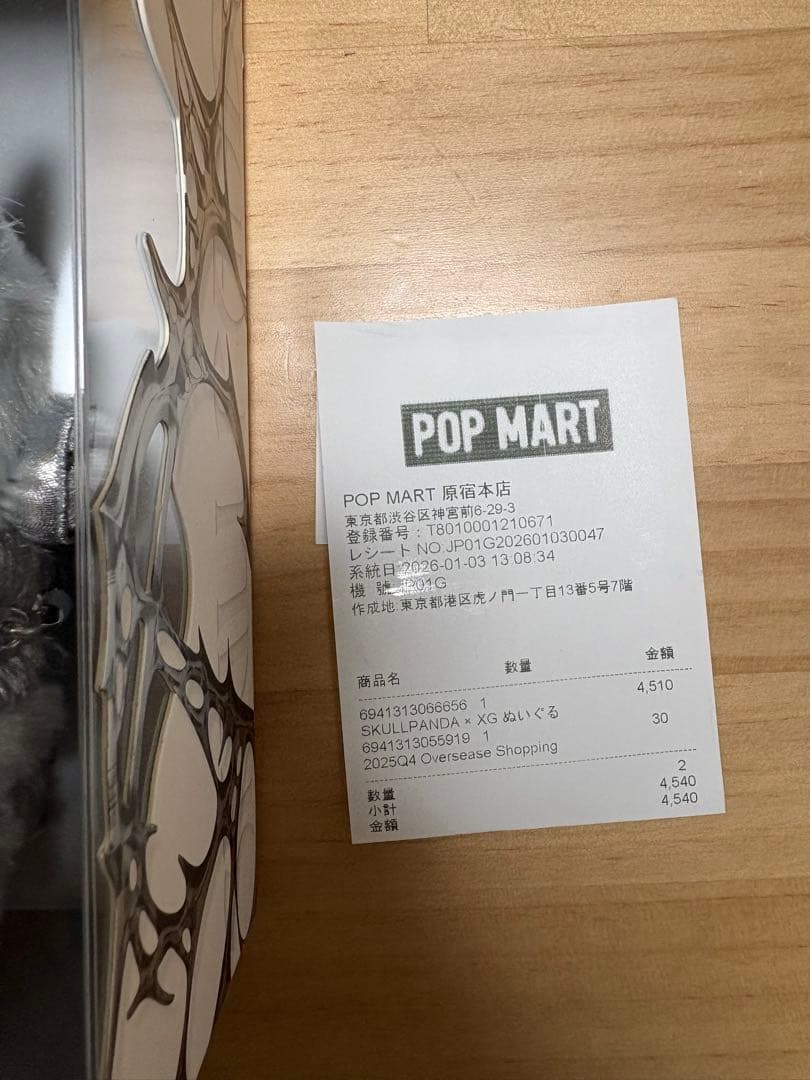 POP MART
POP MART 原宿本店
東京都渋谷区神宮前6-29-3
登録番号：T8010001210671
レシート NO.JP01G202601030047
系統日:2026-01-03 13:08:34
機 號 JP01G
作成地:東京都港区虎ノ門一丁目13番5号7階
商品名 数量 金額
6941313066656 1 4,510
SKULLPANDA × XG ぬいぐる
6941313055919 1 30
2025Q4 Oversease Shopping
数量 2
小計 4,540
金額 4,540